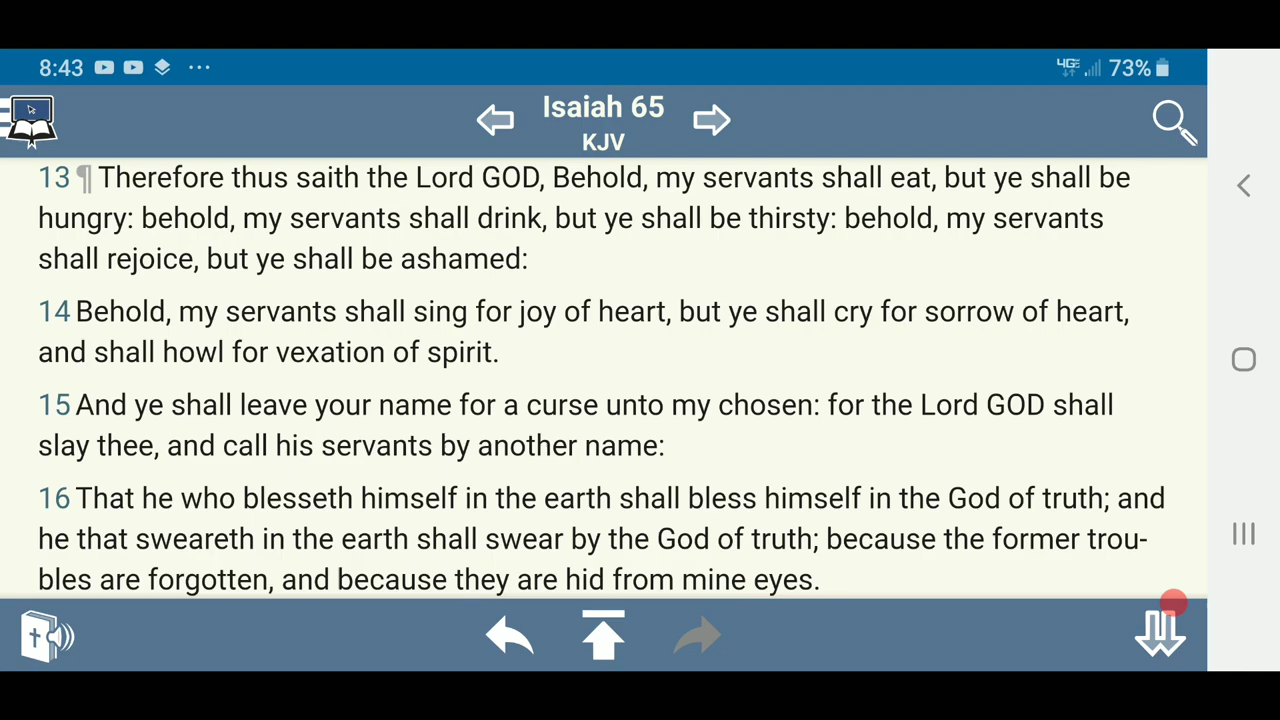 8:43
4GE 73%
Isaiah 65
KJV
13 ¶ Therefore thus saith the Lord GOD, Behold, my servants shall eat, but ye shall be
hungry: behold, my servants shall drink, but ye shall be thirsty: behold, my servants
shall rejoice, but ye shall be ashamed:
14 Behold, my servants shall sing for joy of heart, but ye shall cry for sorrow of heart,
and shall howl for vexation of spirit.
15 And ye shall leave your name for a curse unto my chosen: for the Lord GOD shall
slay thee, and call his servants by another name:
16 That he who blesseth himself in the earth shall bless himself in the God of truth; and
he that sweareth in the earth shall swear by the God of truth; because the former trou-
bles are forgotten, and because they are hid from mine eyes.